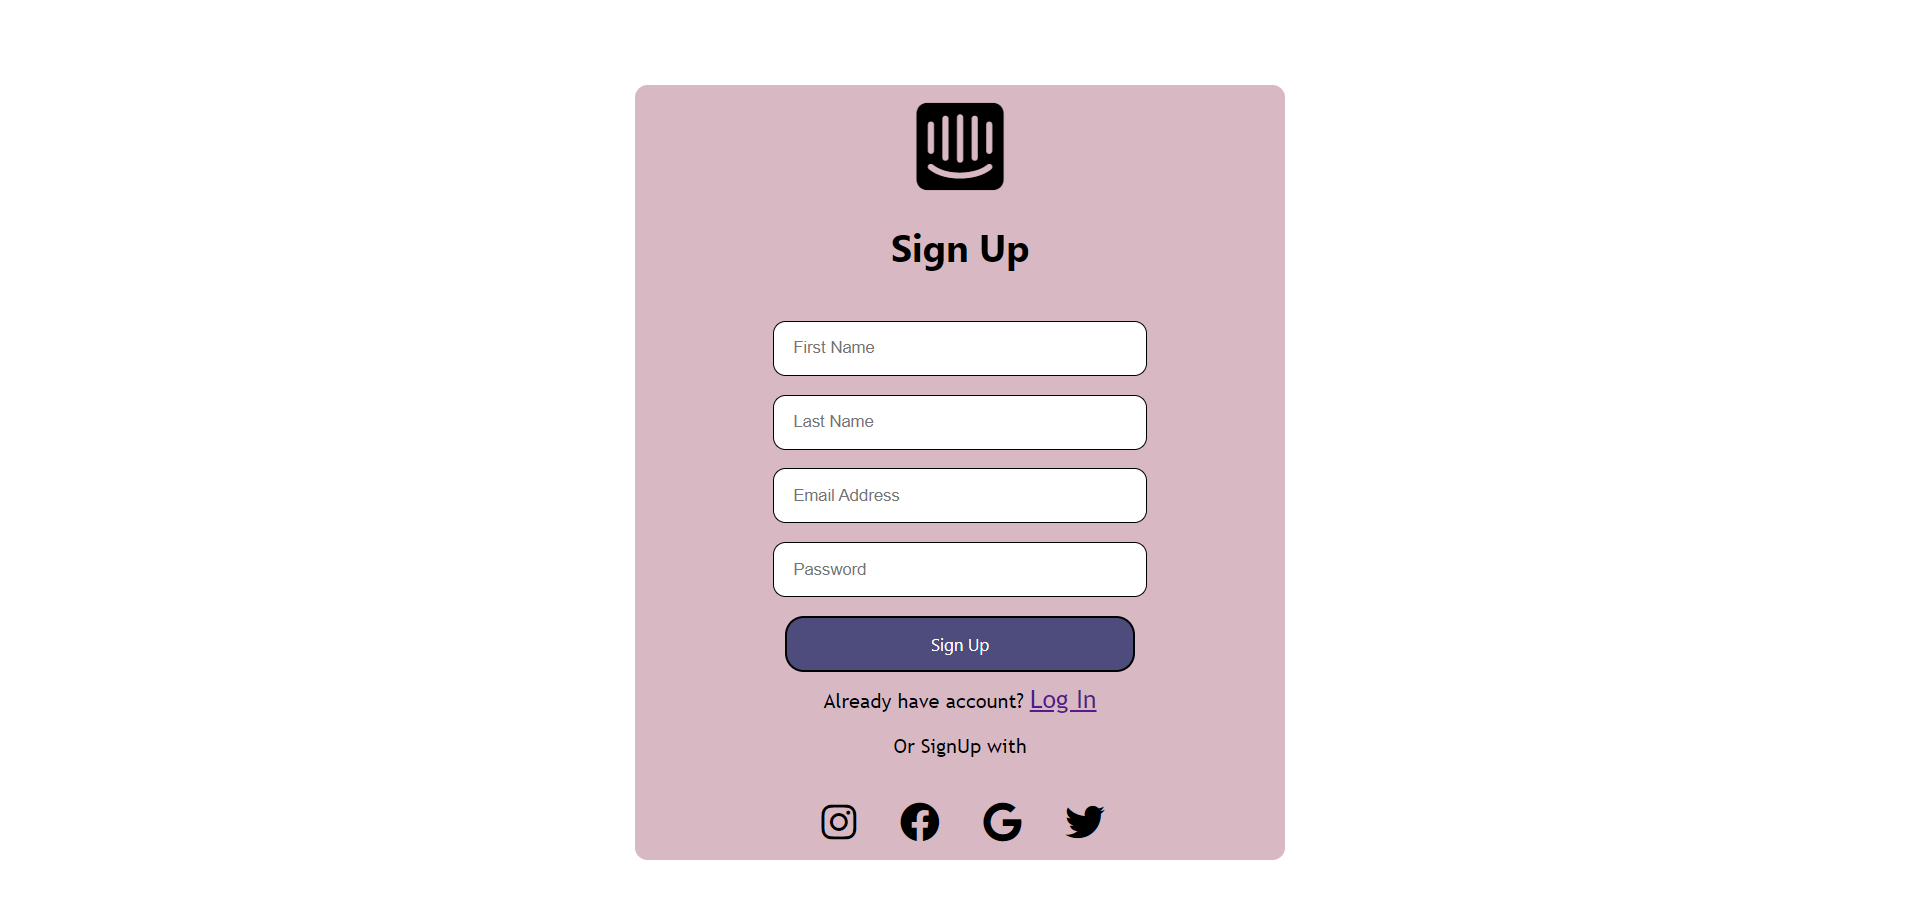 Sign Up
First Name
Last Name
Email Address
Password
Sign Up
Already have account? Log In
Or SignUp with